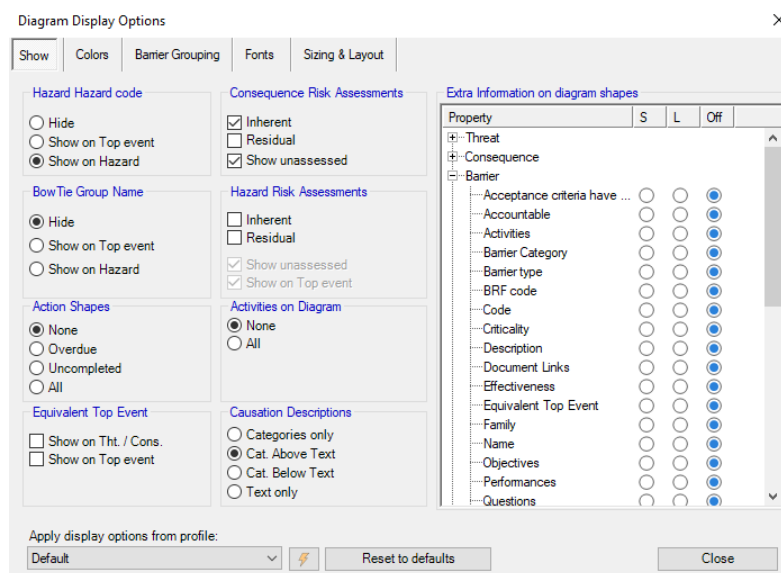 Diagram Display Options
Show Colors Barrier Grouping Fonts Sizing & Layout
Hazard Hazard code
Hide
Show on Top event
Show on Hazard
Consequence Risk Assessments
Inherent
Residual
Show unassessed
BowTie Group Name
Hide
Show on Top event
Show on Hazard
Hazard Risk Assessments
Inherent
Residual
Show unassessed
Show on Top event
Action Shapes
None
Overdue
Uncompleted
All
Activities on Diagram
None
All
Equivalent Top Event
Show on Tht. / Cons.
Show on Top event
Causation Descriptions
Categories only
Cat. Above Text
Cat. Below Text
Text only
Extra Information on diagram shapes
Property S L Off
Threat
Consequence
Barrier
Acceptance criteria have ...
Accountable
Activities
Barrier Category
Barrier type
BRF code
Code
Criticality
Description
Document Links
Effectiveness
Equivalent Top Event
Family
Name
Objectives
Performances
Questions
Apply display options from profile:
Default
Reset to defaults
Close